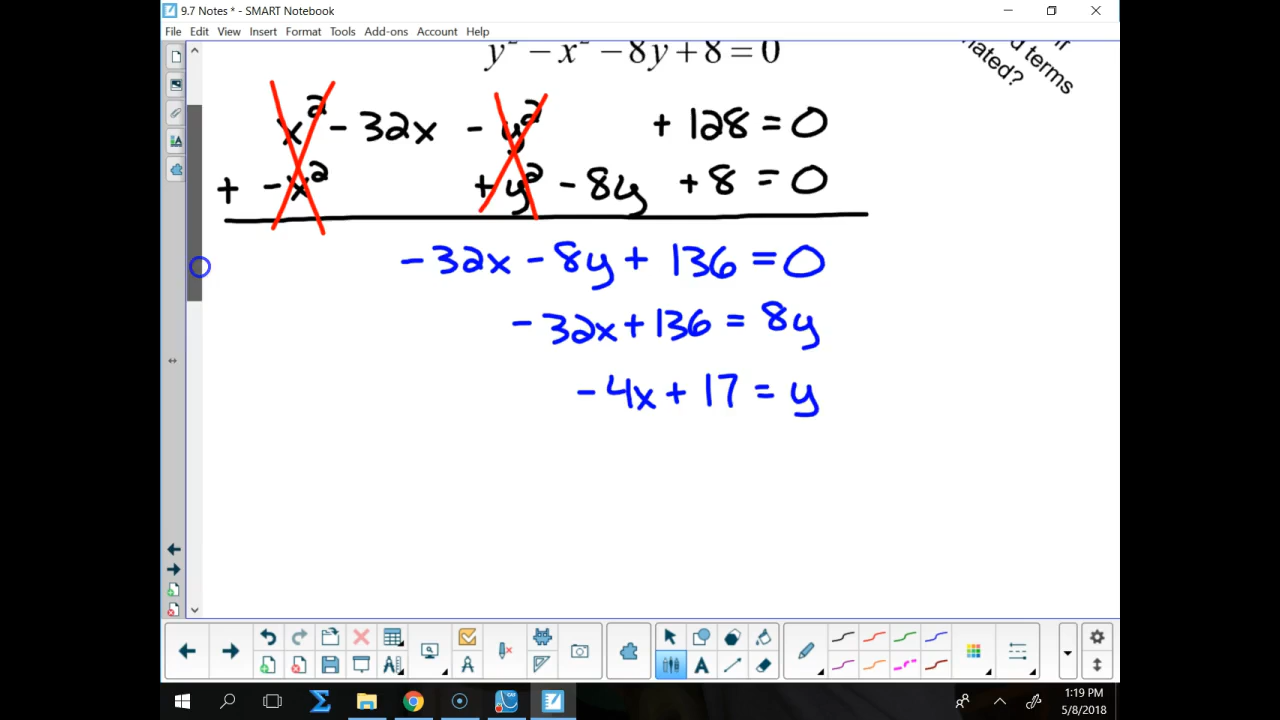 9.7 Notes * - SMART Notebook
File Edit View Insert Format Tools Add-ons Account Help
y² − x² − 8y + 8 = 0
if
d terms
nated?
x² - 32x - y² + 128 = 0
+ -x² + y² - 8y + 8 = 0
-32x - 8y + 136 = 0
-32x + 136 = 8y
-4x + 17 = y
1:19 PM
5/8/2018